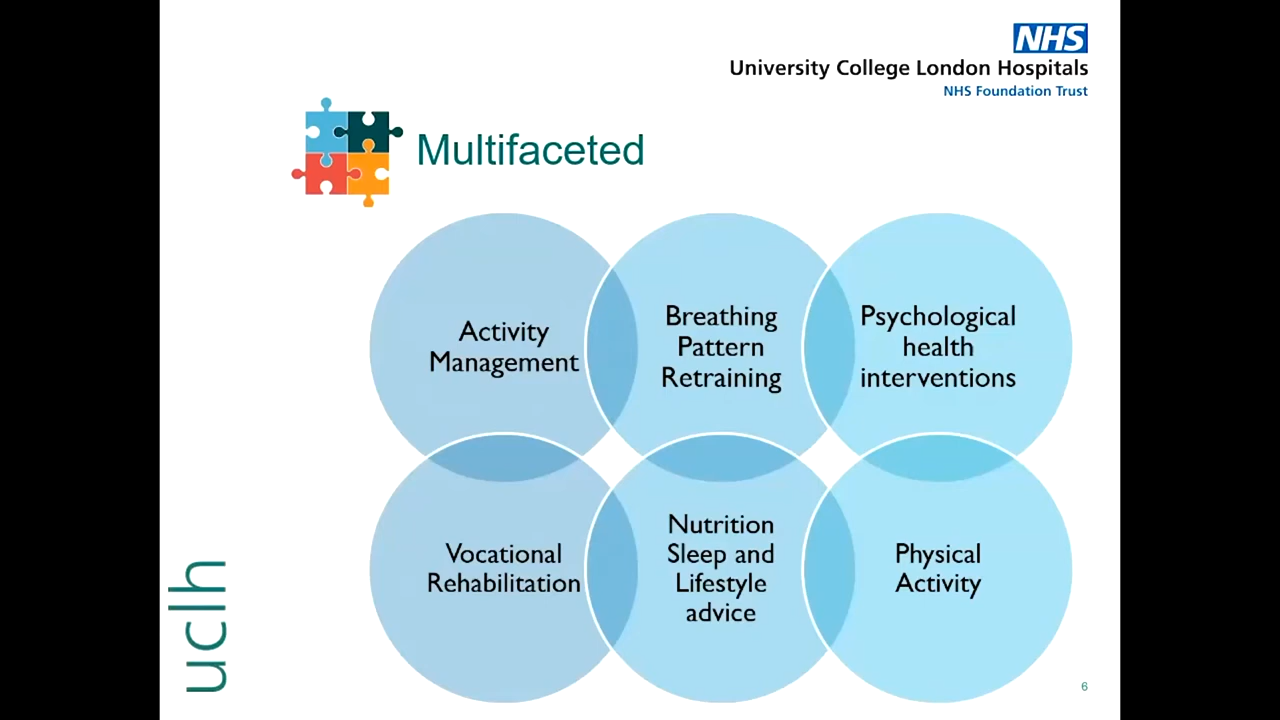 NHS
University College London Hospitals
NHS Foundation Trust
Multifaceted
Activity
Management
Breathing
Pattern
Retraining
Psychological
health
interventions
Vocational
Rehabilitation
Nutrition
Sleep and
Lifestyle
advice
Physical
Activity
uclh
6